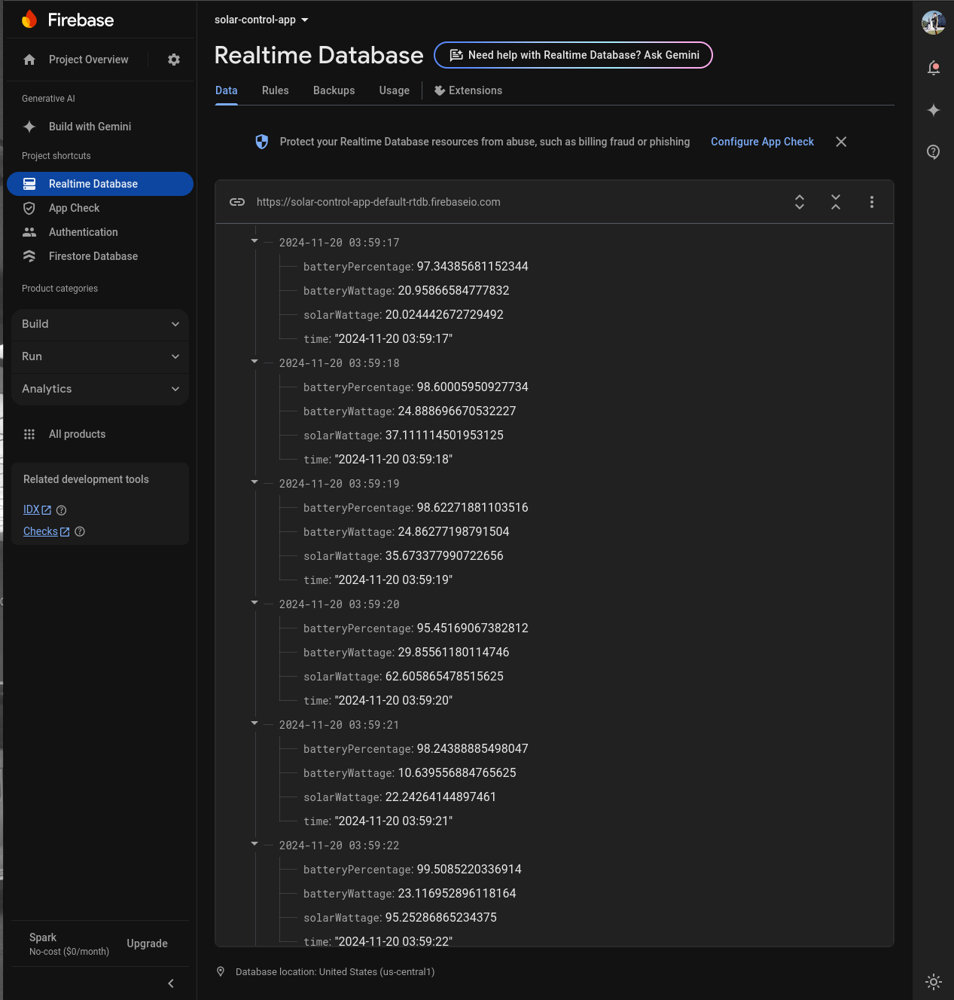 Firebase
Project Overview
Generative AI
Build with Gemini
Project shortcuts
Realtime Database
App Check
Authentication
Firestore Database
Product categories
Build
Run
Analytics
All products
Related development tools
IDX
Checks
Spark
No-cost ($0/month)
Upgrade
solar-control-app
Realtime Database
Need help with Realtime Database? Ask Gemini
Data Rules Backups Usage Extensions
Protect your Realtime Database resources from abuse, such as billing fraud or phishing Configure App Check
https://solar-control-app-default-rtdb.firebaseio.com
2024-11-20 03:59:17
batteryPercentage: 97.34385681152344
batteryWattage: 20.95866584777832
solarWattage: 20.024442672729492
time: "2024-11-20 03:59:17"
2024-11-20 03:59:18
batteryPercentage: 98.60005950927734
batteryWattage: 24.888696670532227
solarWattage: 37.111114501953125
time: "2024-11-20 03:59:18"
2024-11-20 03:59:19
batteryPercentage: 98.62271881103516
batteryWattage: 24.86277198791504
solarWattage: 35.673377990722656
time: "2024-11-20 03:59:19"
2024-11-20 03:59:20
batteryPercentage: 95.45169067382812
batteryWattage: 29.85561180114746
solarWattage: 62.605865478515625
time: "2024-11-20 03:59:20"
2024-11-20 03:59:21
batteryPercentage: 98.24388885498047
batteryWattage: 10.639556884765625
solarWattage: 22.24264144897461
time: "2024-11-20 03:59:21"
2024-11-20 03:59:22
batteryPercentage: 99.5085220336914
batteryWattage: 23.116952896118164
solarWattage: 95.25286865234375
time: "2024-11-20 03:59:22"
Database location: United States (us-central1)